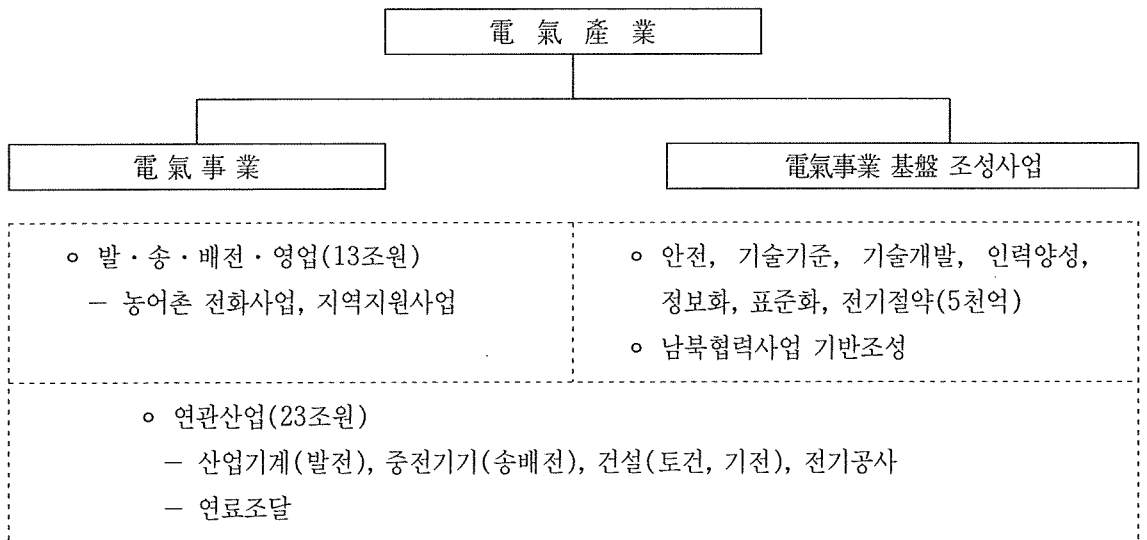 電氣産業
電氣事業
電氣事業 基盤 조성사업
∘ 발・송・배전・영업(13조원)
― 농어촌 전화사업, 지역지원사업
∘ 안전, 기술기준, 기술개발, 인력양성,
정보화, 표준화, 전기절약(5천억)
∘ 남북협력사업 기반조성
∘ 연관산업(23조원)
― 산업기계(발전), 중전기기(송배전), 건설(토건, 기전), 전기공사
― 연료조달